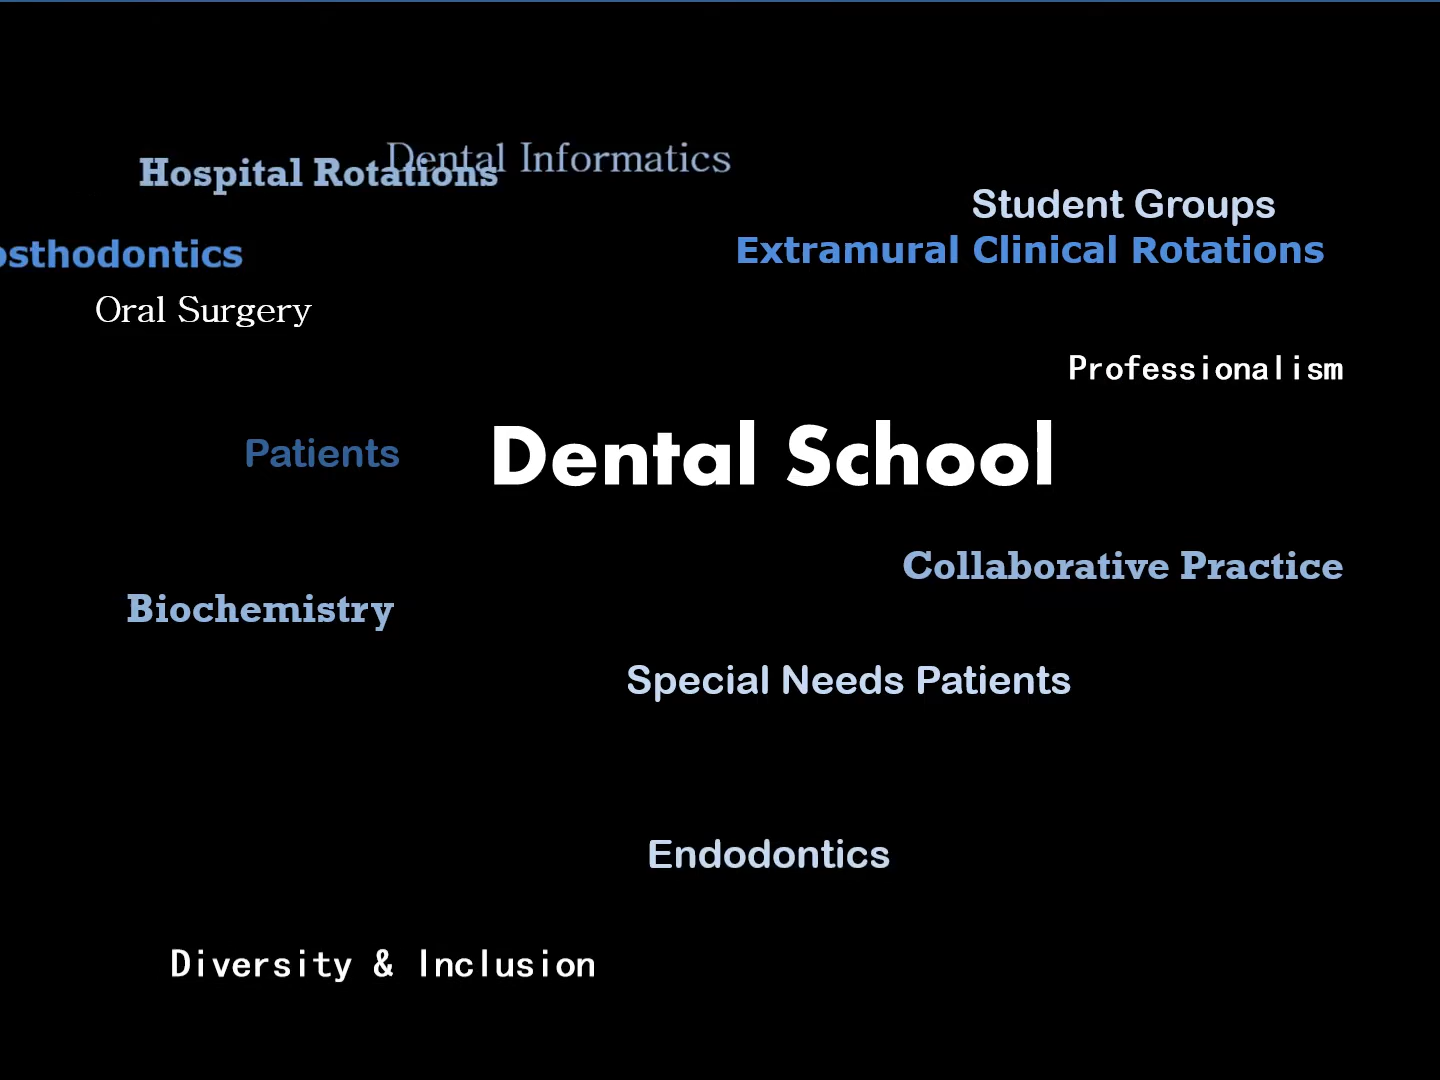 Dental Informatics
Hospital Rotations
Student Groups
Extramural Clinical Rotations
osthodontics
Oral Surgery
Professionalism
Patients
Dental School
Collaborative Practice
Biochemistry
Special Needs Patients
Endodontics
Diversity & Inclusion